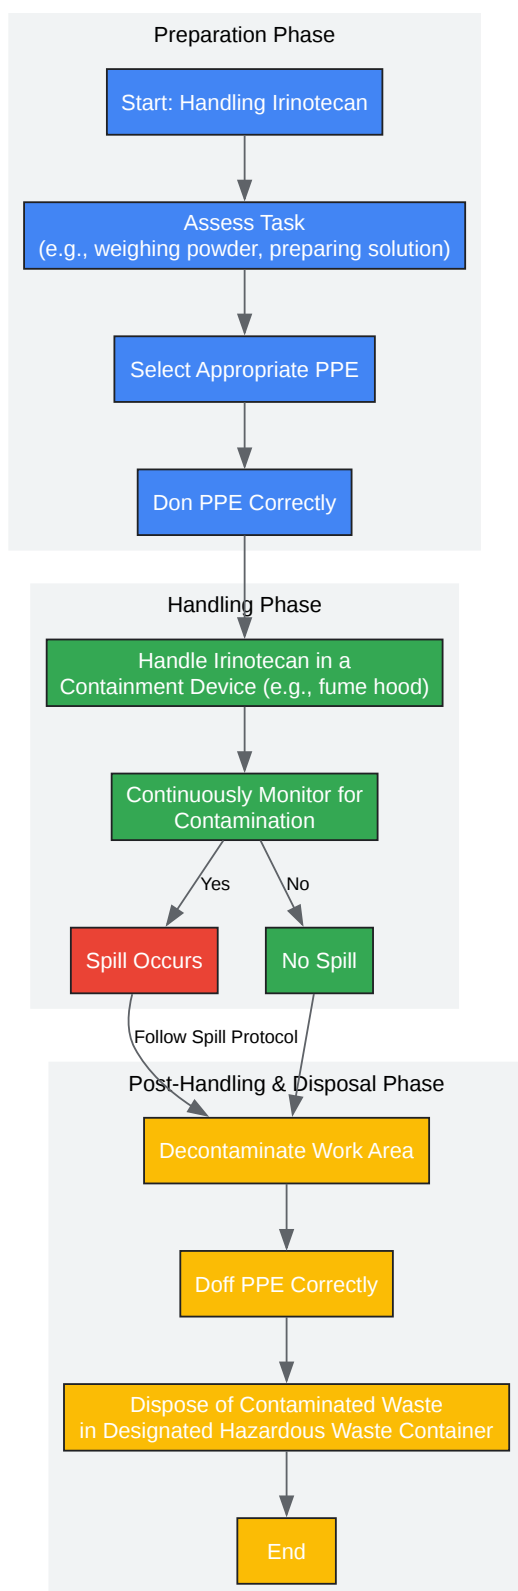 Preparation Phase
Start: Handling Irinotecan
Assess Task
(e.g., weighing powder, preparing solution)
Select Appropriate PPE
Don PPE Correctly
Handling Phase
Handle Irinotecan in a
Containment Device (e.g., fume hood)
Continuously Monitor for
Contamination
Yes
No
Spill Occurs
No Spill
Follow Spill Protocol
Post-Handling & Disposal Phase
Decontaminate Work Area
Doff PPE Correctly
Dispose of Contaminated Waste
in Designated Hazardous Waste Container
End